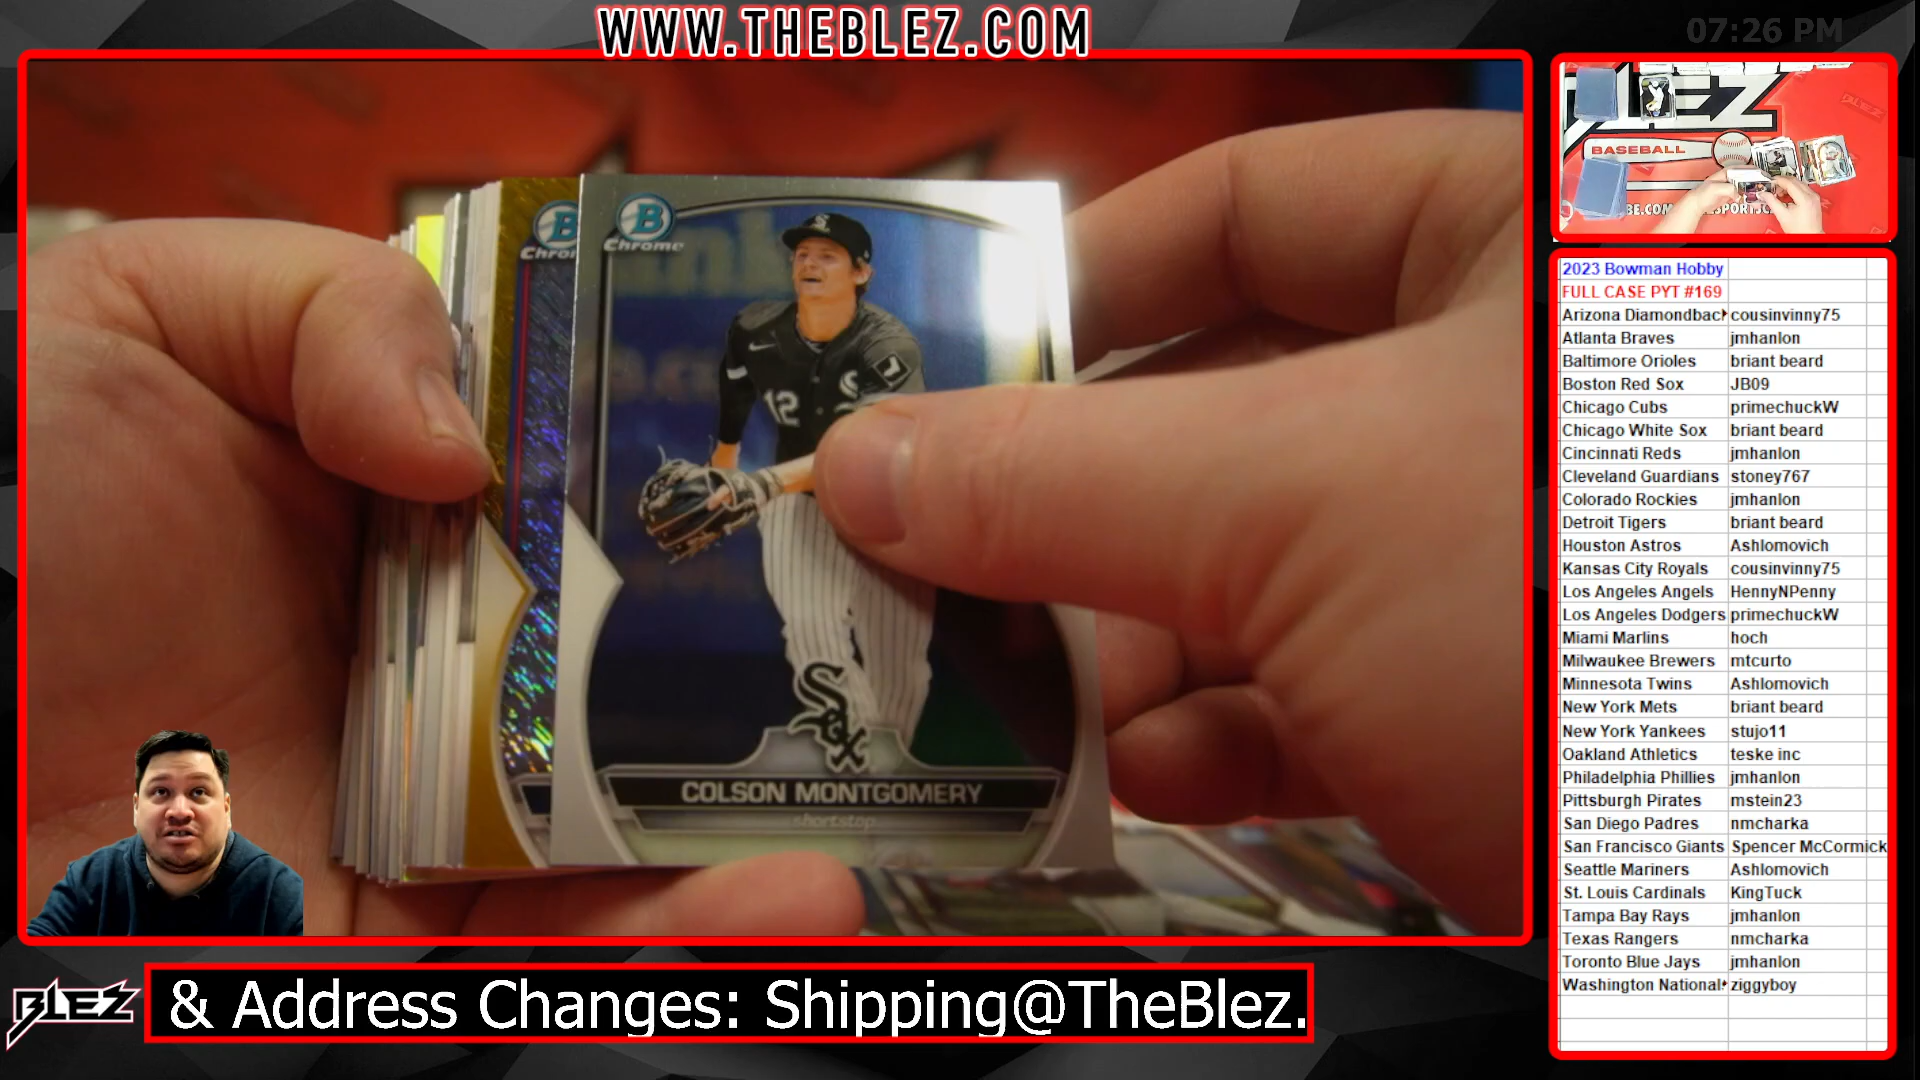 WWW.THEBLEZ.COM
07:26 PM
B
Chrome
B
12
Sox
COLSON MONTGOMERY
shortstop
BLEZ
BASEBALL
2023 Bowman Hobby
FULL CASE PYT #169
Arizona Diamondbac cousinvinny75
Atlanta Braves jmhanlon
Baltimore Orioles briant beard
Boston Red Sox JB09
Chicago Cubs primechuckW
Chicago White Sox briant beard
Cincinnati Reds jmhanlon
Cleveland Guardians stoney767
Colorado Rockies jmhanlon
Detroit Tigers briant beard
Houston Astros Ashlomovich
Kansas City Royals cousinvinny75
Los Angeles Angels HennyNPenny
Los Angeles Dodgers primechuckW
Miami Marlins hoch
Milwaukee Brewers mtcurto
Minnesota Twins Ashlomovich
New York Mets briant beard
New York Yankees stujo11
Oakland Athletics teske inc
Philadelphia Phillies jmhanlon
Pittsburgh Pirates mstein23
San Diego Padres nmcharka
San Francisco Giants Spencer McCormick
Seattle Mariners Ashlomovich
St. Louis Cardinals KingTuck
Tampa Bay Rays jmhanlon
Texas Rangers nmcharka
Toronto Blue Jays jmhanlon
Washington National ziggyboy
BLEZ
& Address Changes: Shipping@TheBlez.